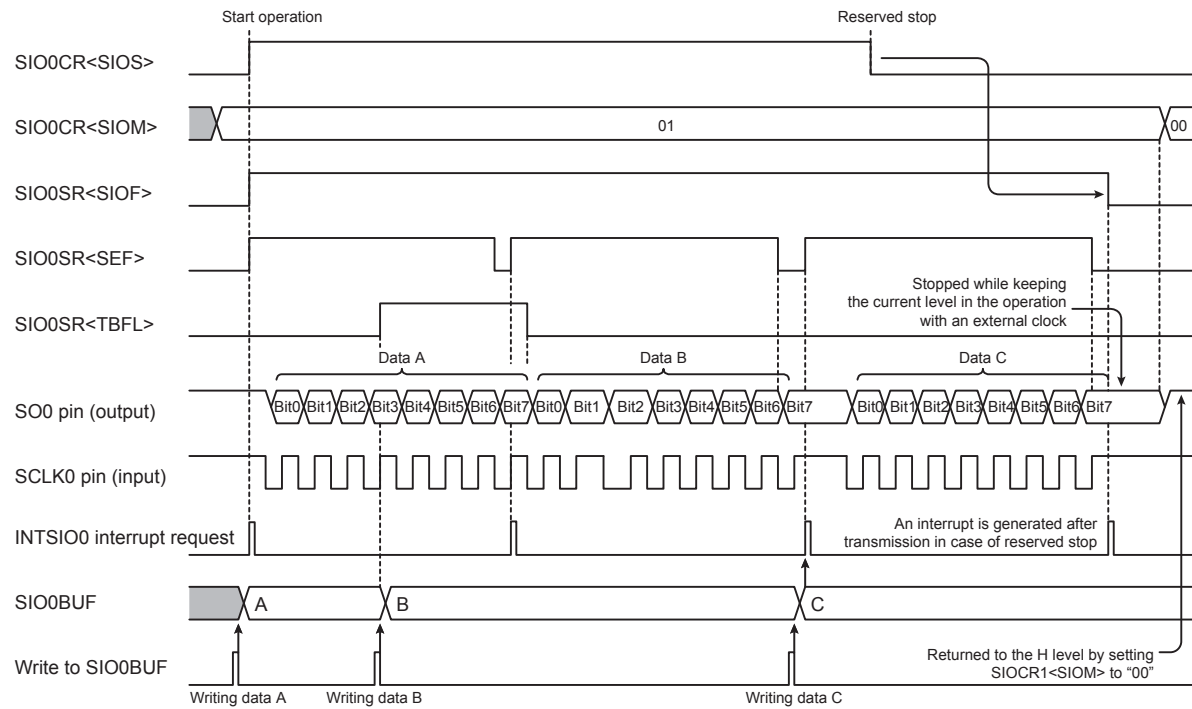 Start operation
Reserved stop
SIO0CR<SIOS>
SIO0CR<SIOM>
01
00
SIO0SR<SIOF>
SIO0SR<SEF>
Stopped while keeping
the current level in the operation
with an external clock
SIO0SR<TBFL>
Data A
Data B
Data C
SO0 pin (output)
Bit0 Bit1 Bit2 Bit3 Bit4 Bit5 Bit6 Bit7 Bit0 Bit1 Bit2 Bit3 Bit4 Bit5 Bit6 Bit7 Bit0 Bit1 Bit2 Bit3 Bit4 Bit5 Bit6 Bit7
SCLK0 pin (input)
INTSIO0 interrupt request
An interrupt is generated after
transmission in case of reserved stop
SIO0BUF
A
B
C
Write to SIO0BUF
Returned to the H level by setting
SIOCR1<SIOM> to “00”
Writing data A
Writing data B
Writing data C